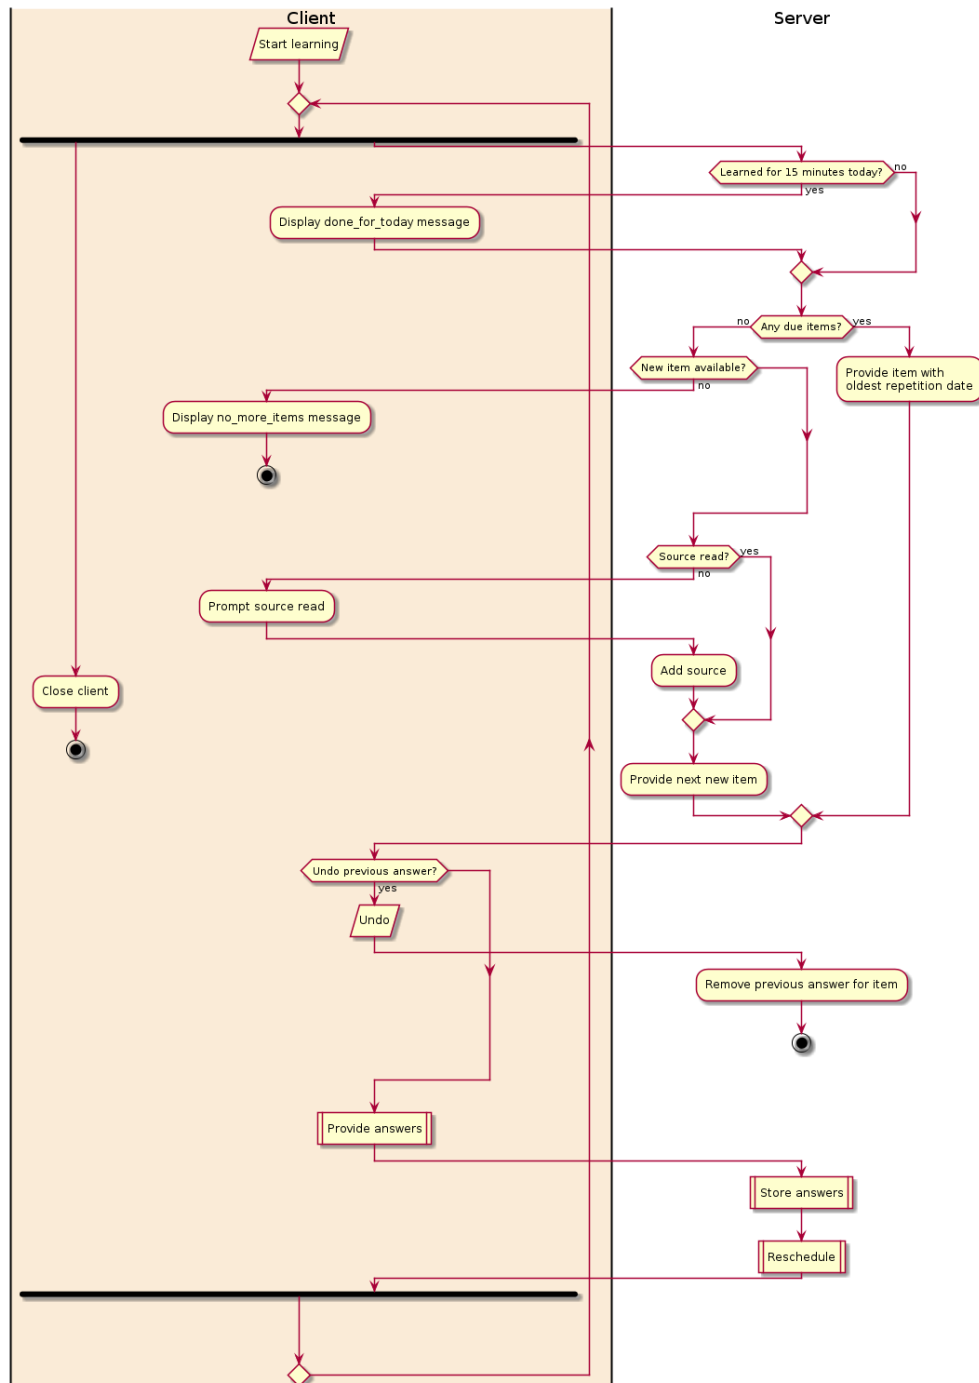 Client
Server
Start learning
Learned for 15 minutes today?
no
yes
Display done_for_today message
no
Any due items?
yes
New item available?
no
Provide item with
oldest repetition date
Display no_more_items message
Source read?
yes
no
Prompt source read
Add source
Close client
Provide next new item
Undo previous answer?
yes
Undo
Remove previous answer for item
Provide answers
Store answers
Reschedule